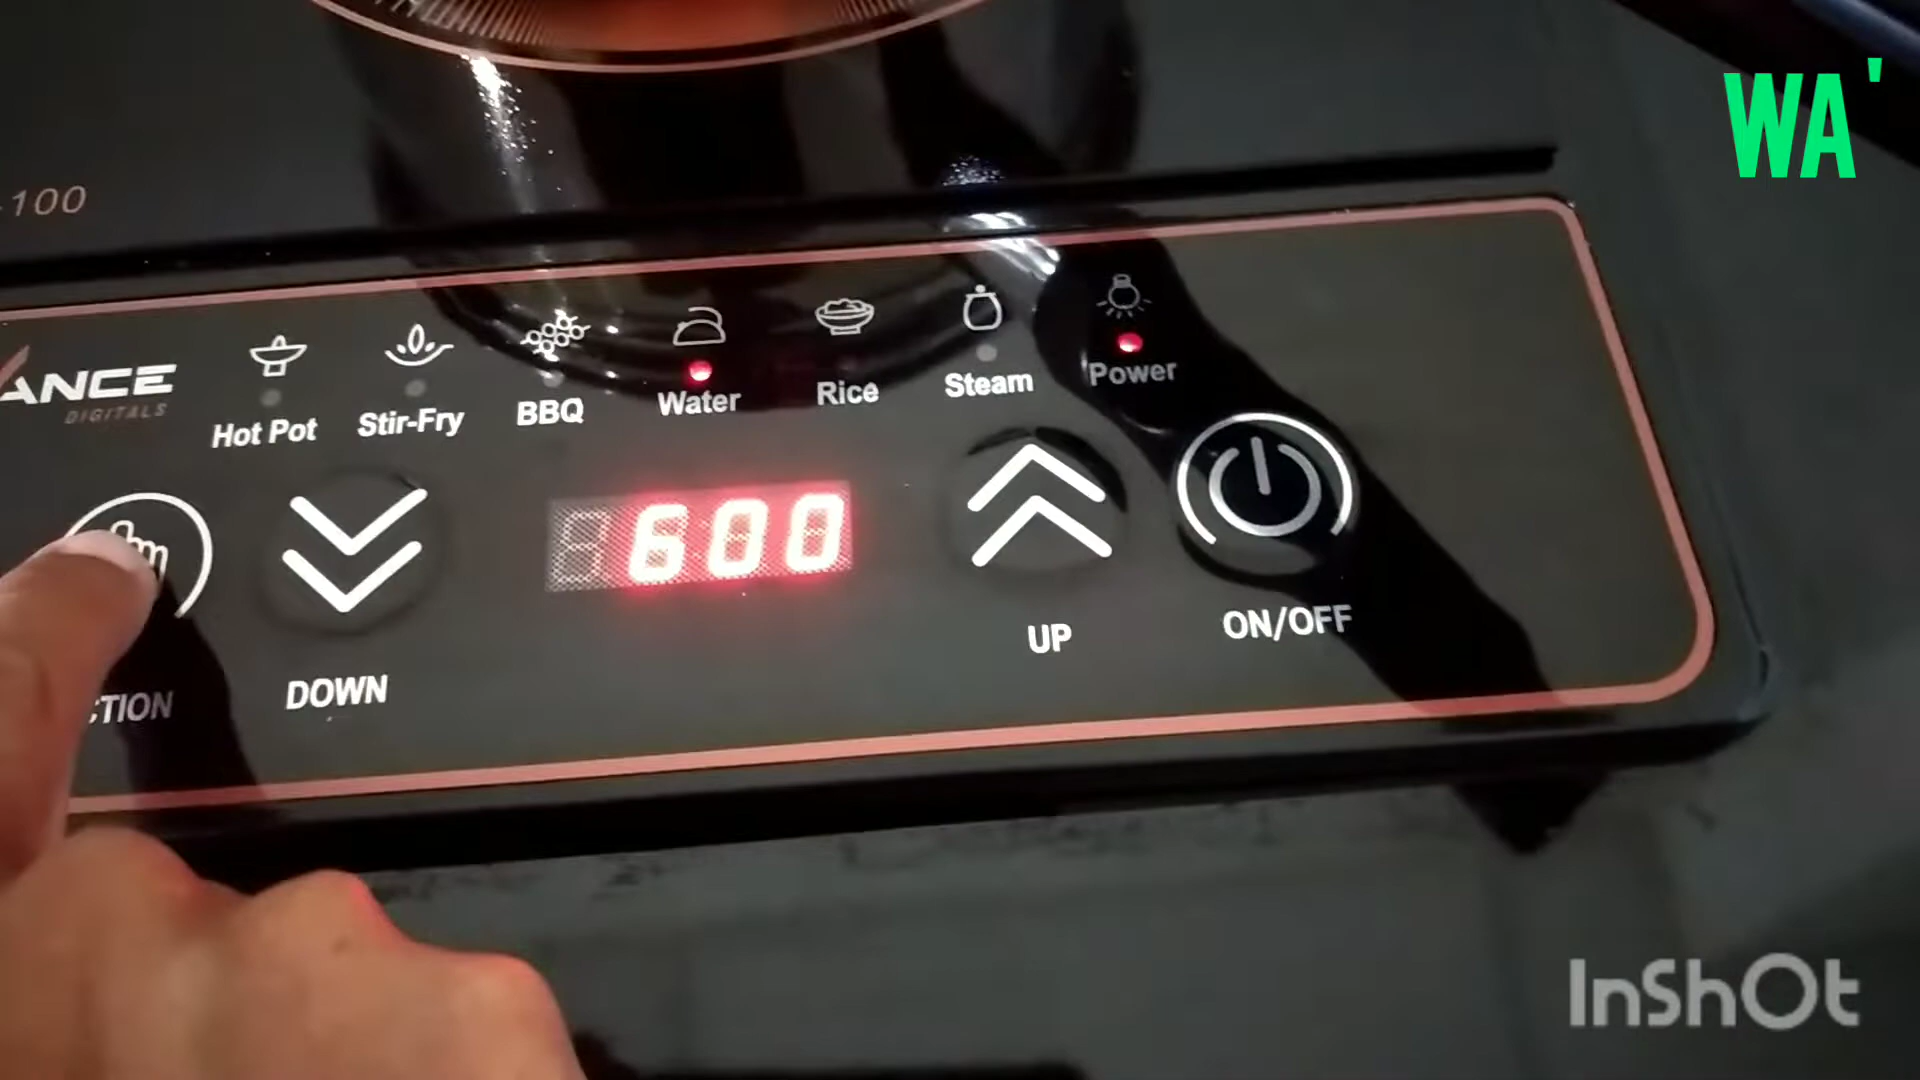 WA'
-100
ANCE
DIGITALS
Hot Pot
Stir-Fry
BBQ
Water
Rice
Steam
Power
600
CTION
DOWN
UP
ON/OFF
InShOt